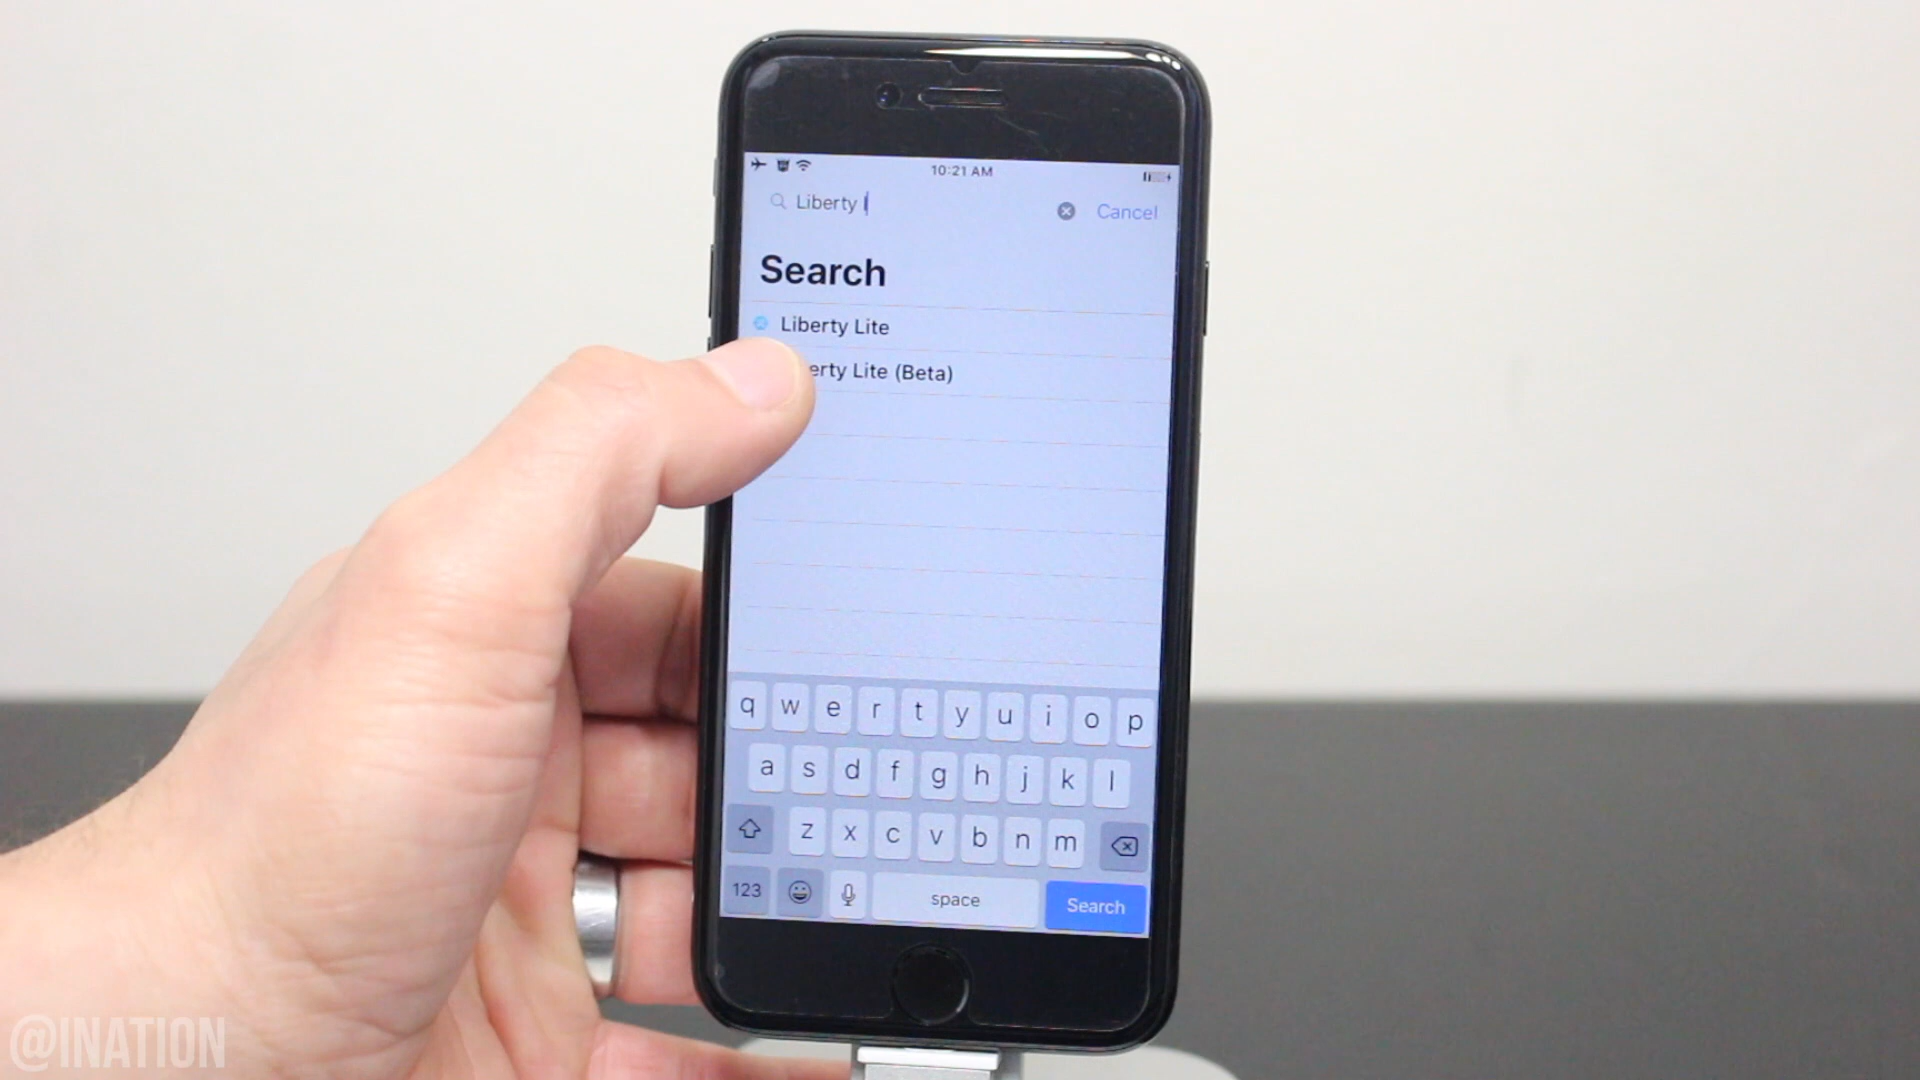 10:21 AM
Liberty l
Cancel
Search
Liberty Lite
erty Lite (Beta)
q w e r t y u i o p
a s d f g h j k l
z x c v b n m
123 space Search
@INATION